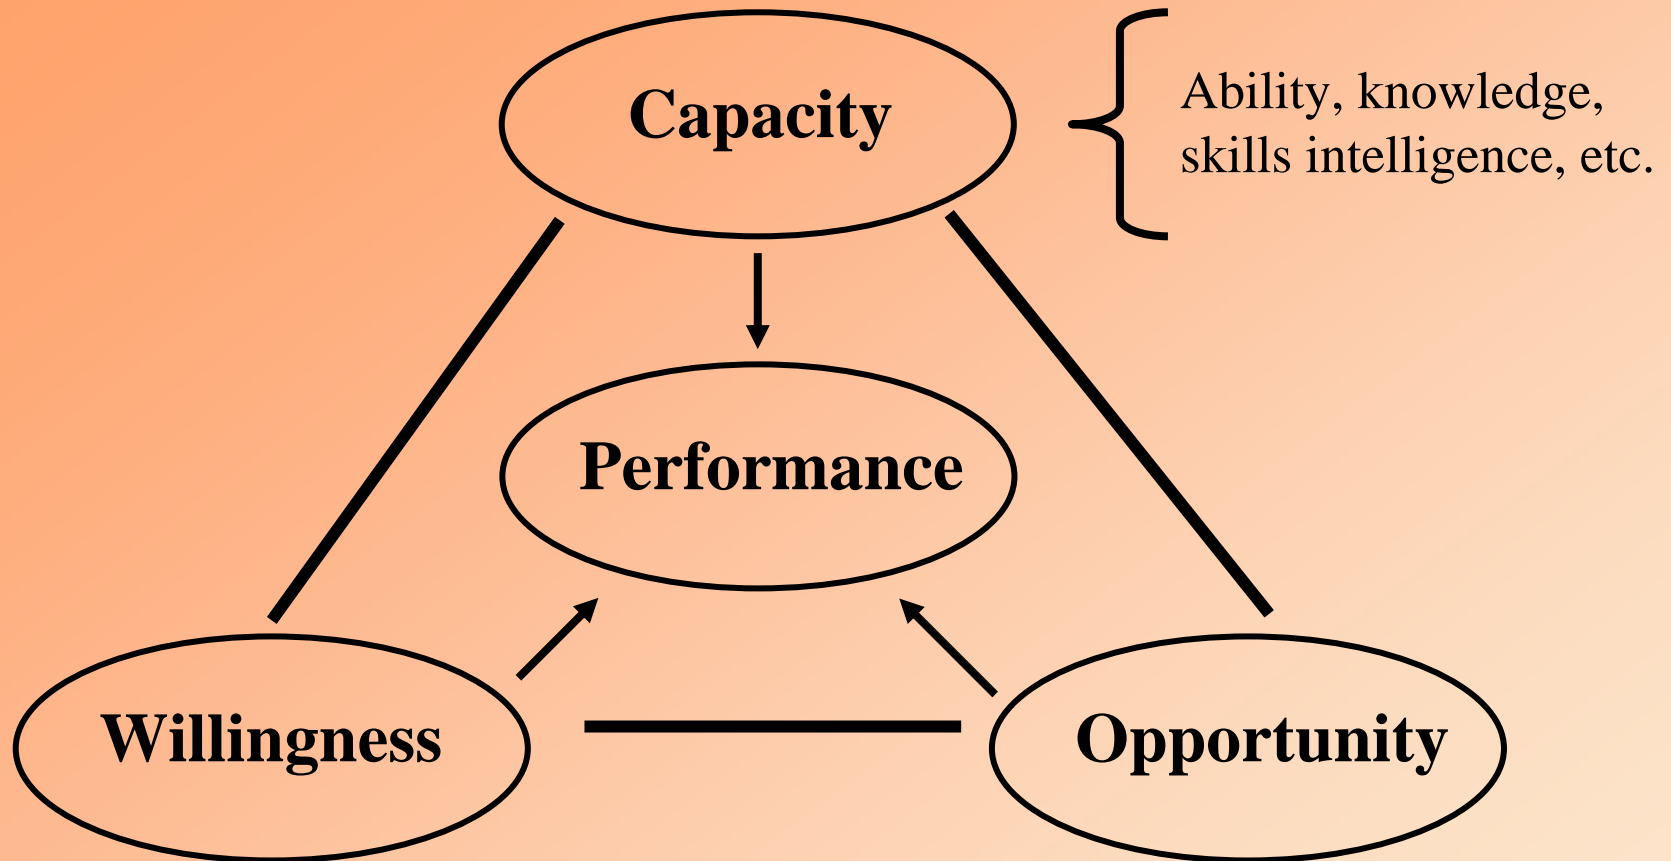 Capacity
Ability, knowledge,
skills intelligence, etc.
Performance
Willingness
Opportunity